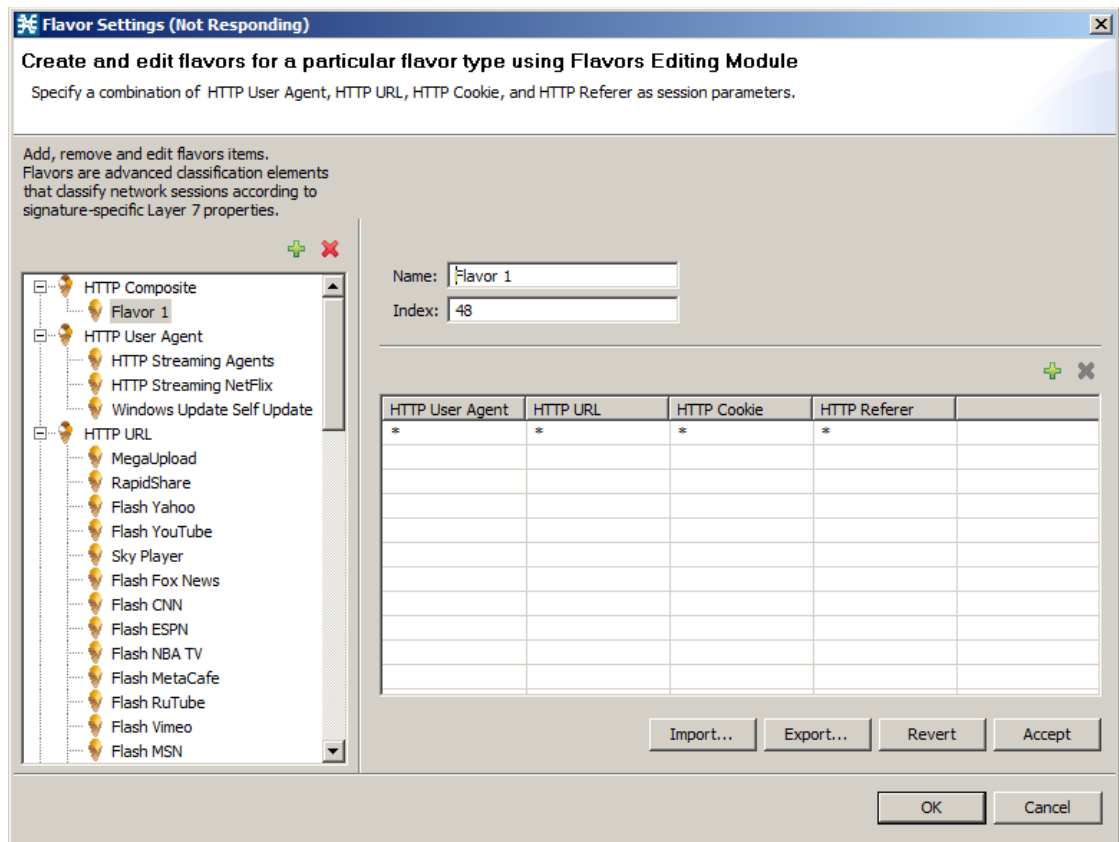 Flavor Settings (Not Responding)
Create and edit flavors for a particular flavor type using Flavors Editing Module
Specify a combination of HTTP User Agent, HTTP URL, HTTP Cookie, and HTTP Referer as session parameters.
Add, remove and edit flavors items.
Flavors are advanced classification elements
that classify network sessions according to
signature-specific Layer 7 properties.
HTTP Composite
Flavor 1
HTTP User Agent
HTTP Streaming Agents
HTTP Streaming NetFlix
Windows Update Self Update
HTTP URL
MegaUpload
RapidShare
Flash Yahoo
Flash YouTube
Sky Player
Flash Fox News
Flash CNN
Flash ESPN
Flash NBA TV
Flash MetaCafe
Flash RuTube
Flash Vimeo
Flash MSN
Name: Flavor 1
Index: 48
HTTP User Agent HTTP URL HTTP Cookie HTTP Referer
* * * *
Import... Export... Revert Accept
OK Cancel